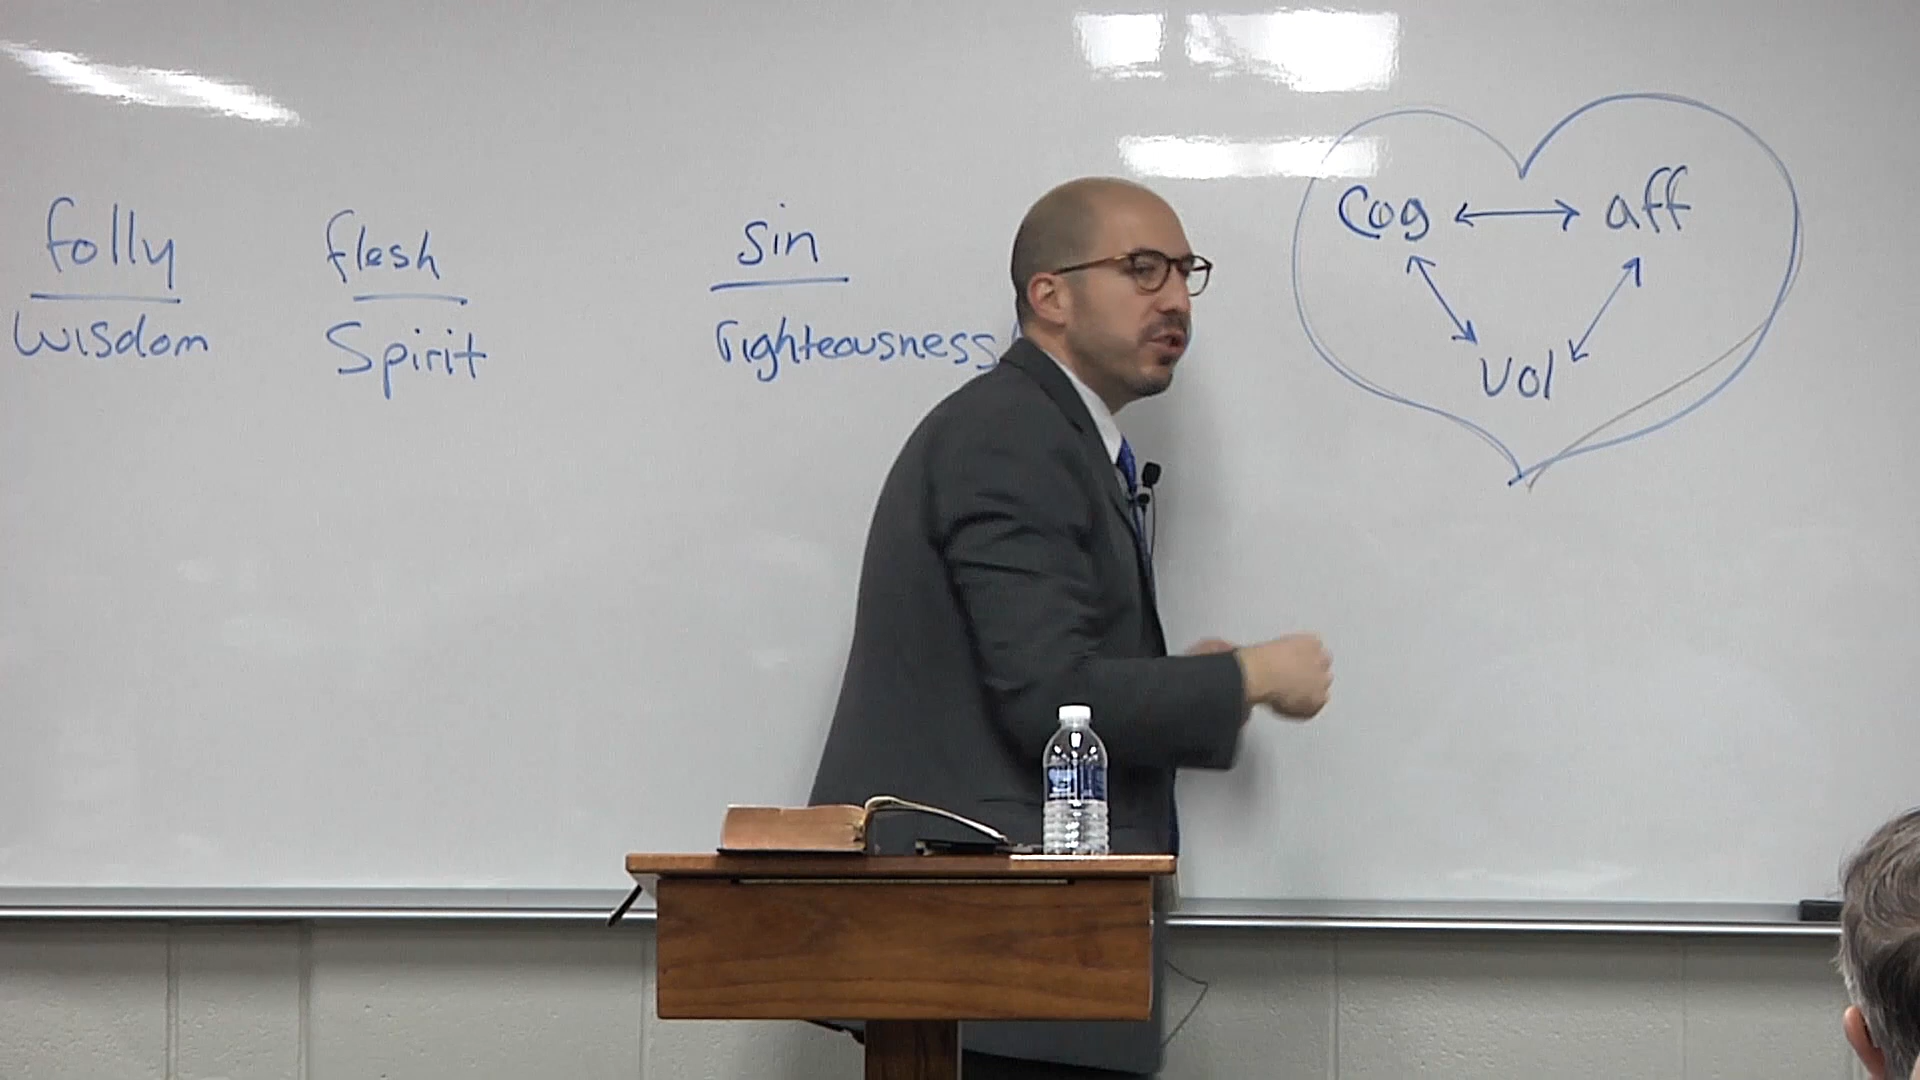 folly
wisdom
flesh
Spirit
sin
righteousness
Cog
aff
vol